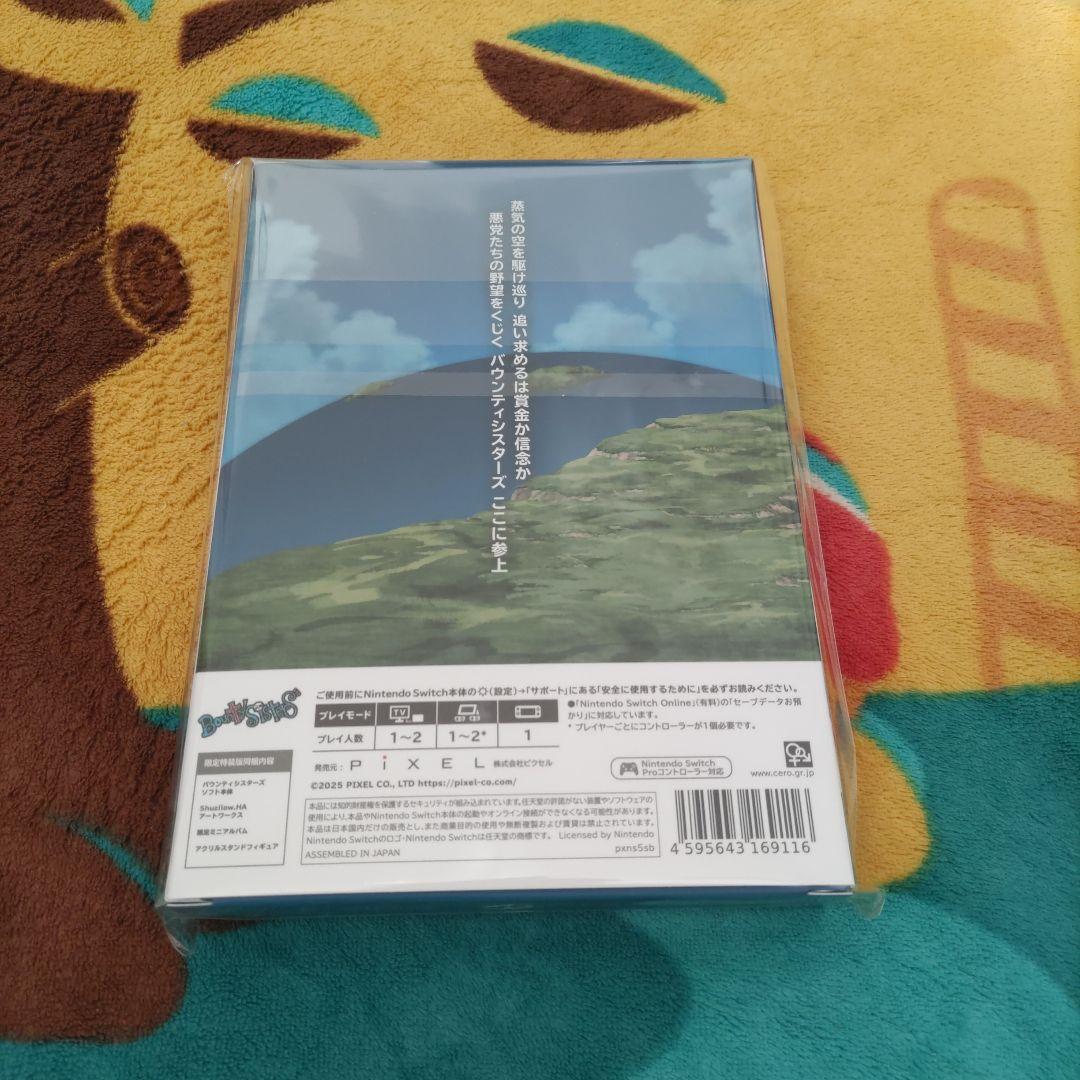 蒸気の空を駆け巡り 追い求めるは賞金か信念か
悪党たちの野望をくじく バウンティシスターズ ここに参上
Bounty Sisters
ご使用前にNintendo Switch本体の(設定)→「サポート」にある「安全に使用するために」を必ずお読みください。
プレイモード TV
プレイ人数 1～2 1～2* 1
●「Nintendo Switch Online」(有料)の「セーブデータお預
かり」に対応しています。
* プレイヤーごとにコントローラーが1個必要です。
発売元： PiXEL 株式会社ピクセル
©2025 PIXEL CO., LTD https://pixel-co.com/
Nintendo Switch
Proコントローラー対応
www.cero.gr.jp
限定特装版同梱内容
バウンティシスターズ
ソフト本体
Shuzilow.HA
アートワークス
限定ミニアルバム
アクリルスタンドフィギュア
本品には知的財産権を保護するセキュリティが組み込まれています。任天堂の許諾がない装置やソフトウェアの
使用により、本品やNintendo Switch本体の起動やオンライン接続ができなくなる可能性があります。
本品は日本国内だけの販売とし、また商業目的の使用や無断複製および賃貸は禁止します。
Nintendo Switchのロゴ・Nintendo Switchは任天堂の商標です。 Licensed by Nintendo
ASSEMBLED IN JAPAN pxns5sb
4 595643 169116